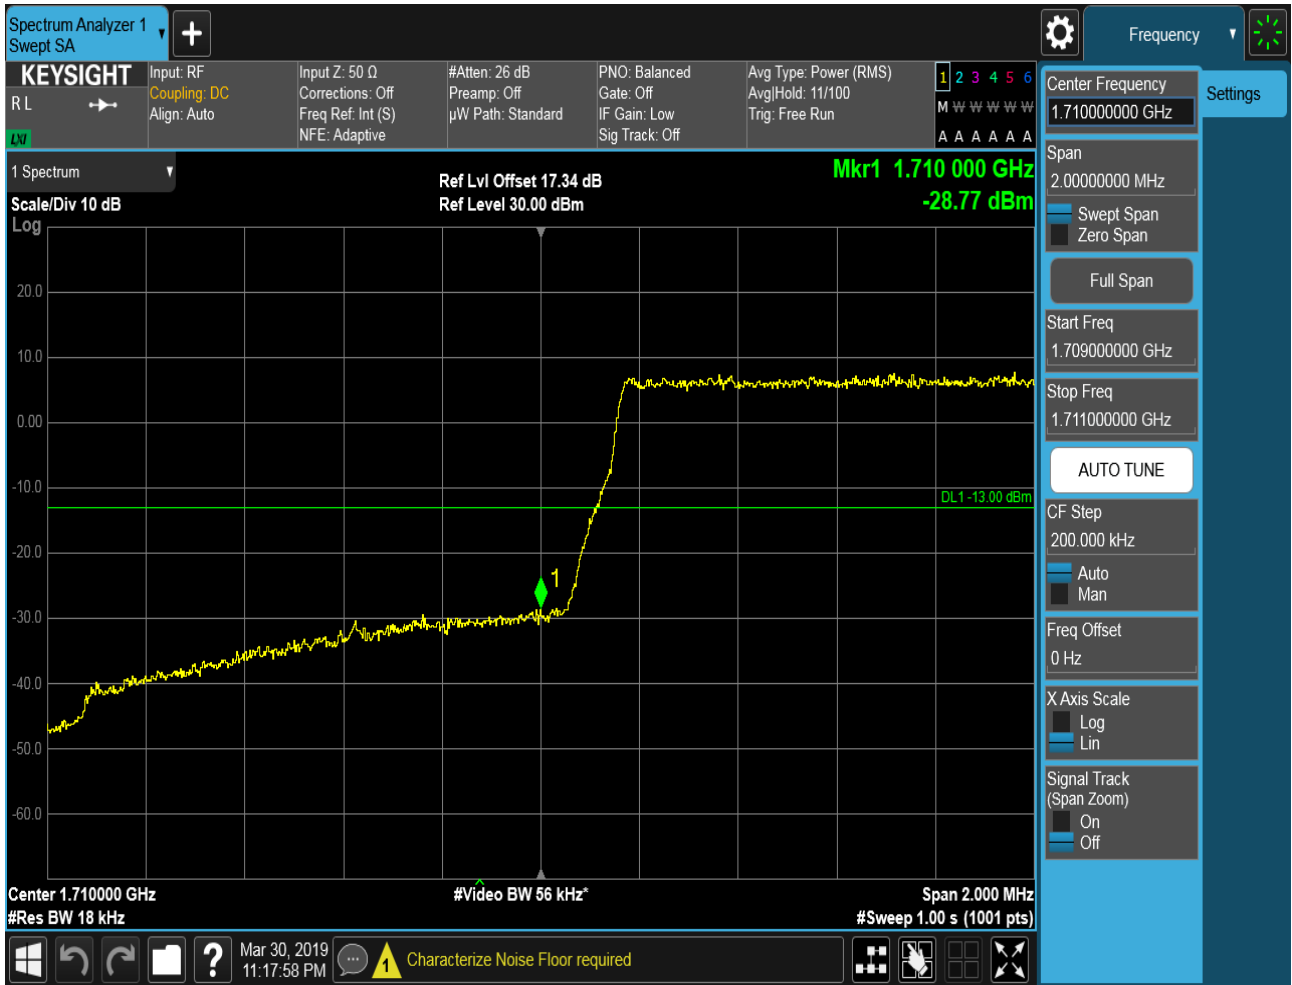 Spectrum Analyzer 1
Swept SA
Frequency
KEYSIGHT
R L
LXI
Input: RF
Coupling: DC
Align: Auto
Input Z: 50 Ω
Corrections: Off
Freq Ref: Int (S)
NFE: Adaptive
#Atten: 26 dB
Preamp: Off
µW Path: Standard
PNO: Balanced
Gate: Off
IF Gain: Low
Sig Track: Off
Avg Type: Power (RMS)
Avg|Hold: 11/100
Trig: Free Run
1 2 3 4 5 6
M W W W W W
A A A A A A
1 Spectrum
Scale/Div 10 dB
Log
Ref Lvl Offset 17.34 dB
Ref Level 30.00 dBm
Mkr1 1.710 000 GHz
-28.77 dBm
20.0
10.0
0.00
-10.0
-20.0
-30.0
-40.0
-50.0
-60.0
DL1 -13.00 dBm
1
Center 1.710000 GHz
#Res BW 18 kHz
#Video BW 56 kHz*
Span 2.000 MHz
#Sweep 1.00 s (1001 pts)
Center Frequency
1.710000000 GHz
Settings
Span
2.00000000 MHz
Swept Span
Zero Span
Full Span
Start Freq
1.709000000 GHz
Stop Freq
1.711000000 GHz
AUTO TUNE
CF Step
200.000 kHz
Auto
Man
Freq Offset
0 Hz
X Axis Scale
Log
Lin
Signal Track
(Span Zoom)
On
Off
?
Mar 30, 2019
11:17:58 PM
1
Characterize Noise Floor required